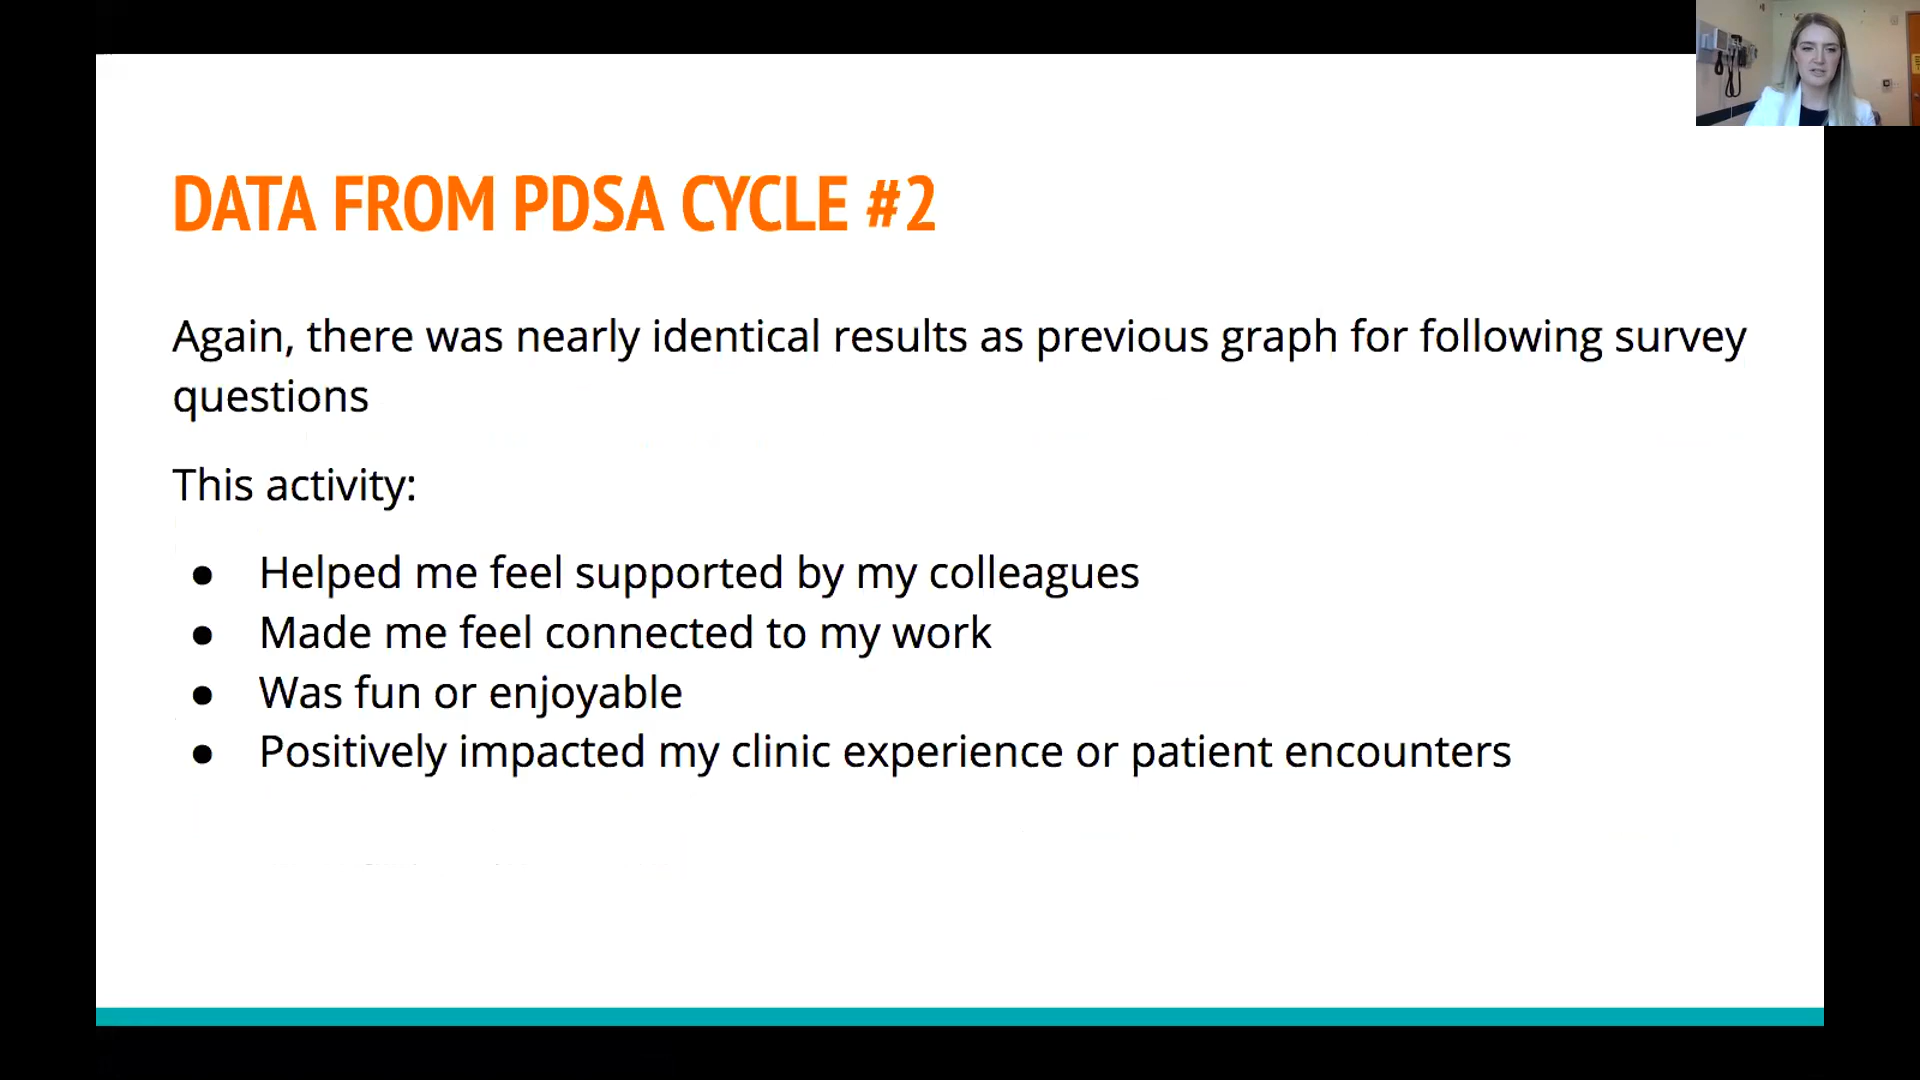 DATA FROM PDSA CYCLE #2
Again, there was nearly identical results as previous graph for following survey
questions
This activity:
● Helped me feel supported by my colleagues
● Made me feel connected to my work
● Was fun or enjoyable
● Positively impacted my clinic experience or patient encounters